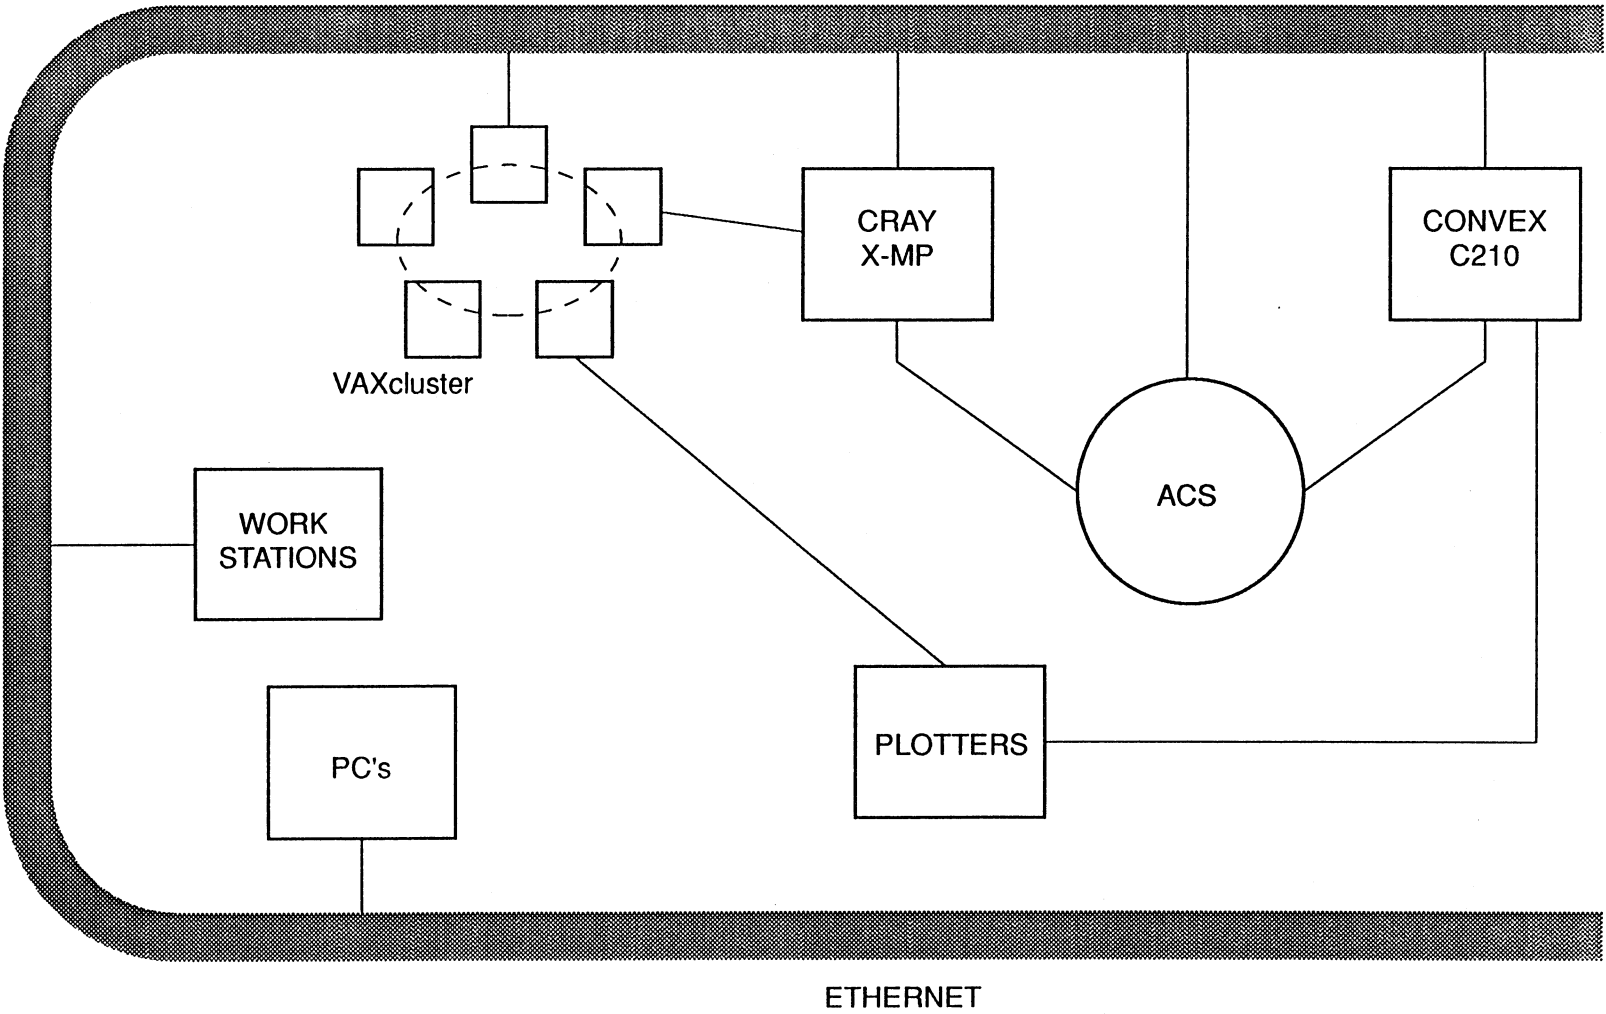 CRAY
X-MP
CONVEX
C210
VAXcluster
ACS
WORK
STATIONS
PLOTTERS
PC's
ETHERNET